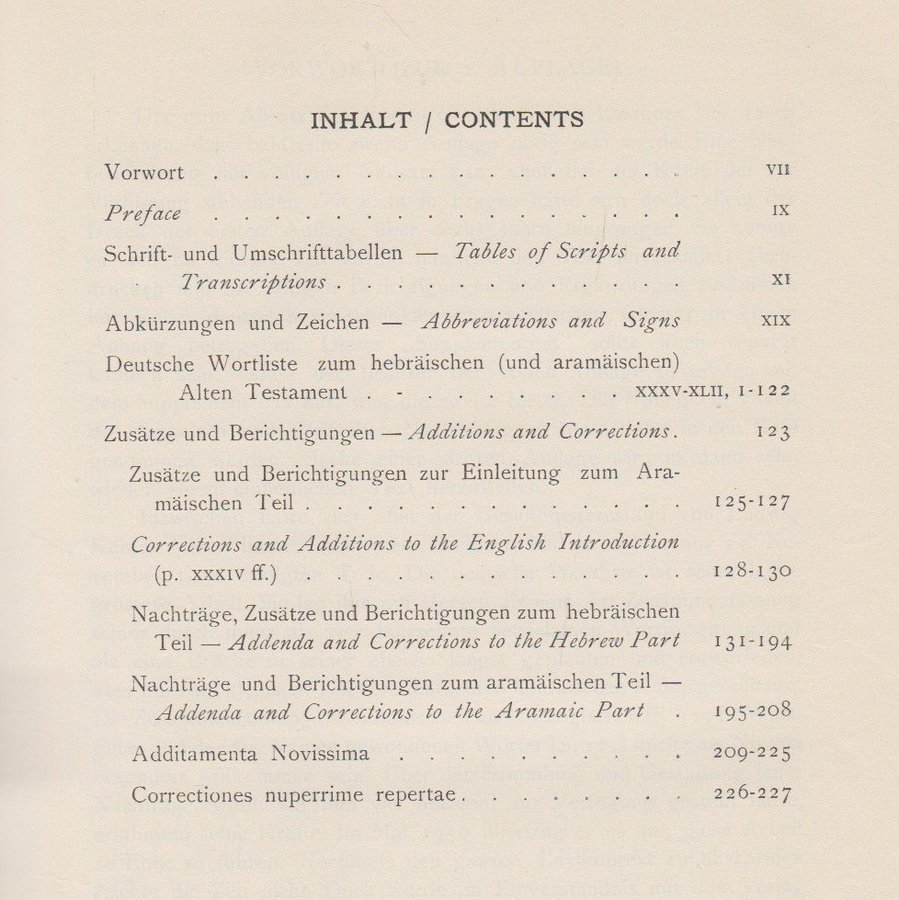 INHALT / CONTENTS
Vorwort . . . . . . . . . . . . . . . . VII
Preface . . . . . . . . . . . . . . . . IX
Schrift- und Umschrifttabellen — Tables of Scripts and
Transcriptions . . . . . . . . . . . . XI
Abkürzungen und Zeichen — Abbreviations and Signs XIX
Deutsche Wortliste zum hebräischen (und aramäischen)
Alten Testament . - . . . . . . . XXXV-XLII, 1-122
Zusätze und Berichtigungen — Additions and Corrections. 123
Zusätze und Berichtigungen zur Einleitung zum Ara-
mäischen Teil . . . . . . . . . . . . . 125-127
Corrections and Additions to the English Introduction
(p. XXXIV ff.) . . . . . . . . . . . . . 128-130
Nachträge, Zusätze und Berichtigungen zum hebräischen
Teil — Addenda and Corrections to the Hebrew Part 131-194
Nachträge und Berichtigungen zum aramäischen Teil —
Addenda and Corrections to the Aramaic Part . 195-208
Additamenta Novissima . . . . . . . . . . 209-225
Correctiones nuperrime repertae . . . . . . . . 226-227